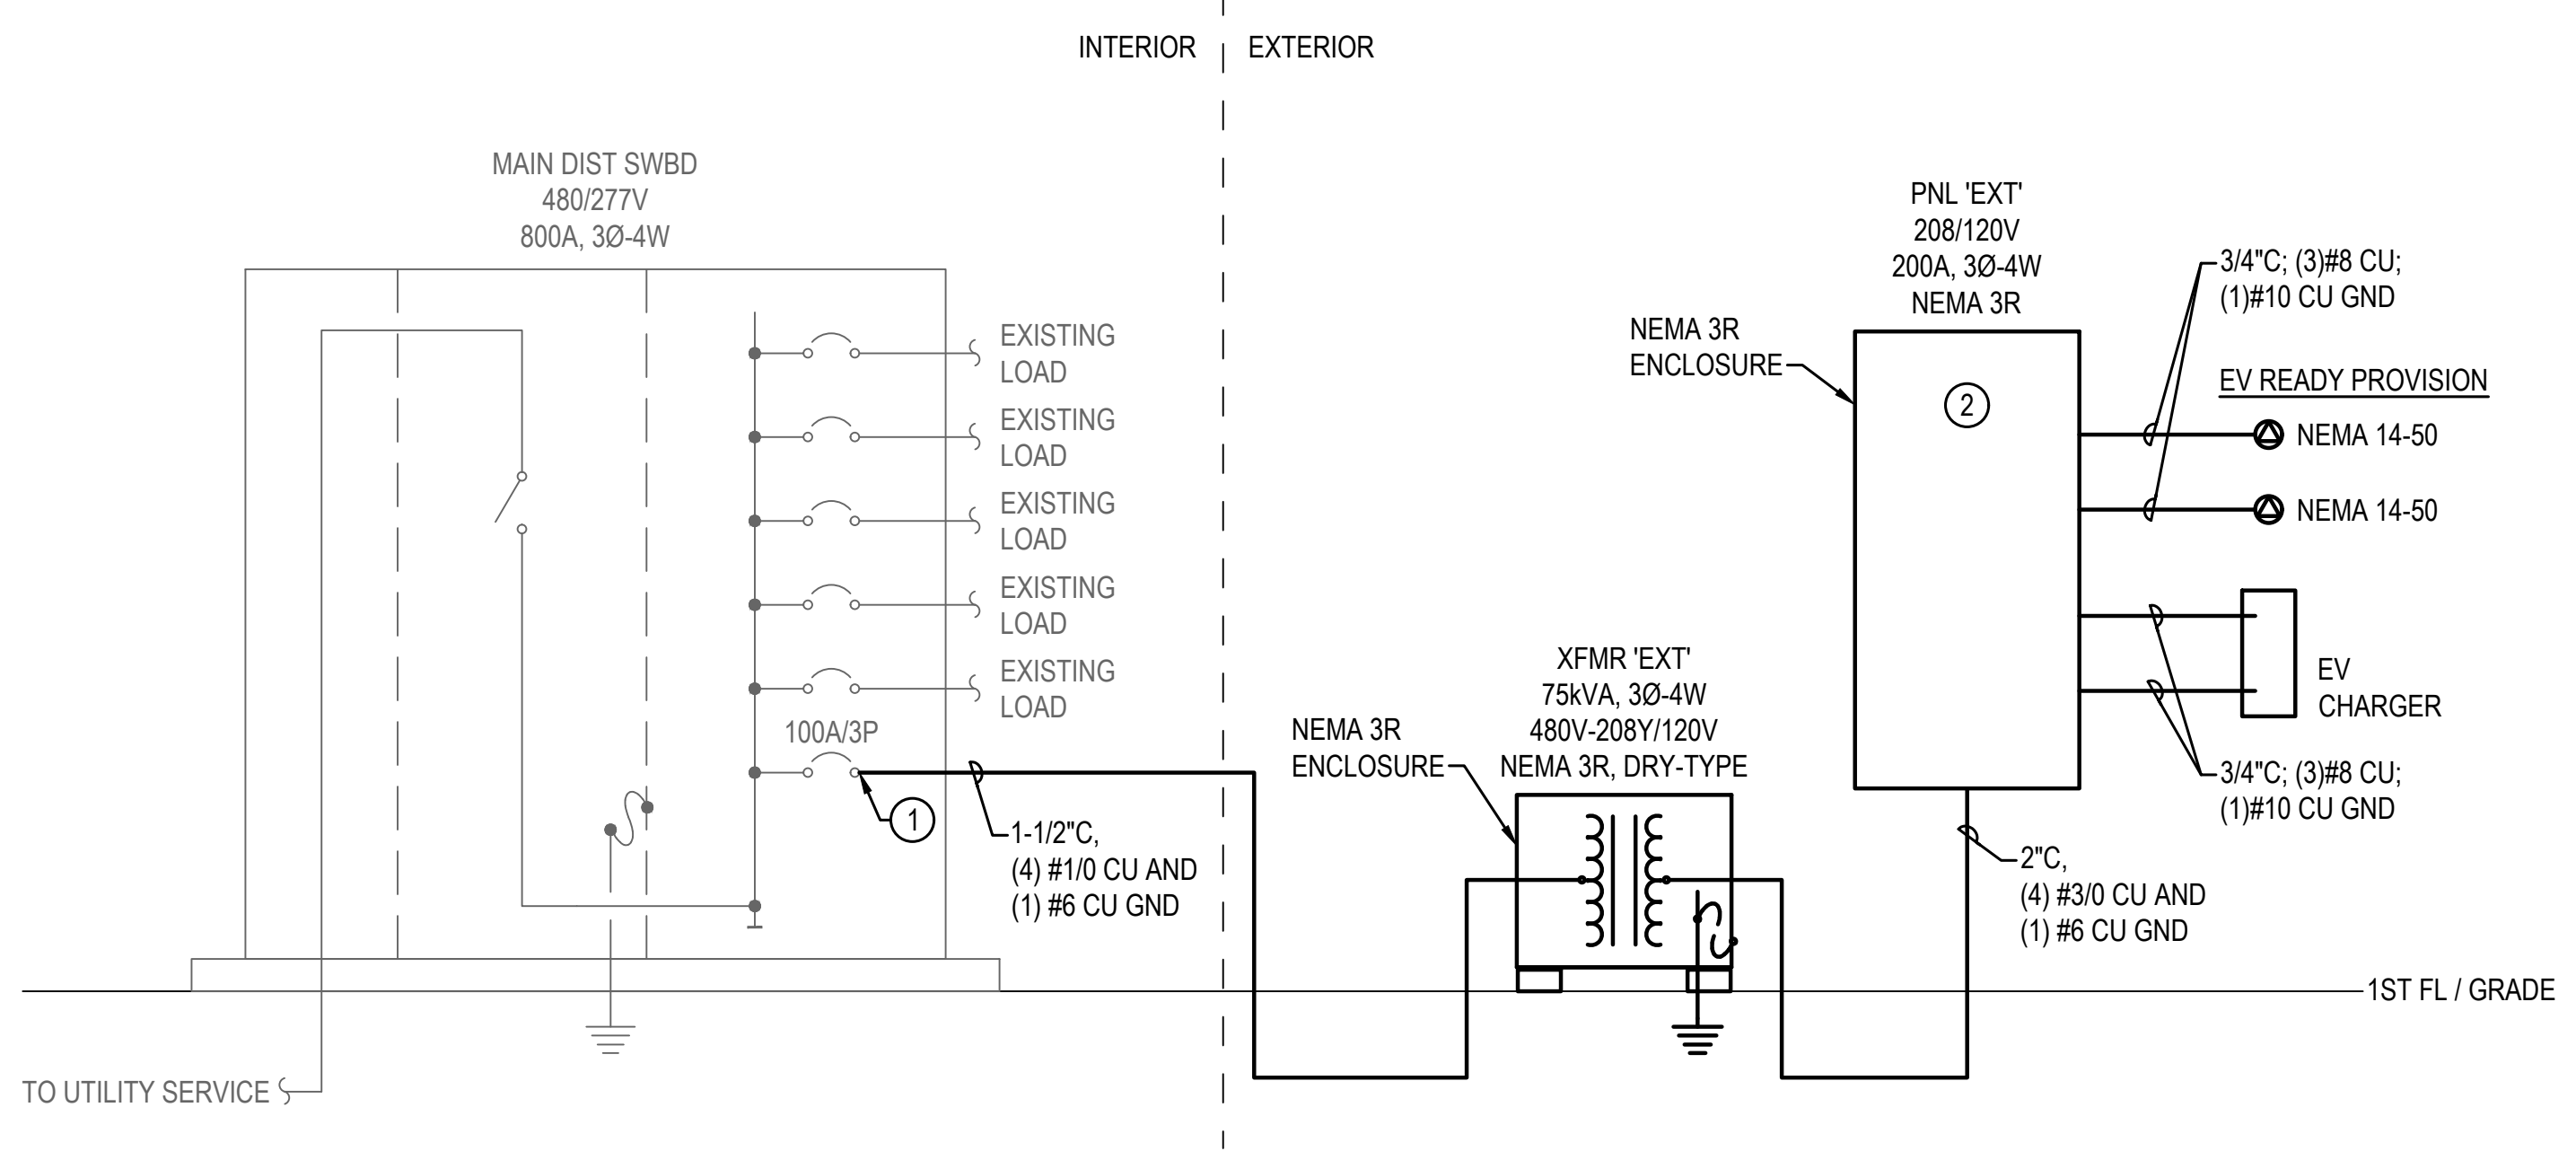 INTERIOR
EXTERIOR
MAIN DIST SWBD
480/277V
800A, 3Ø-4W
EXISTING
LOAD
EXISTING
LOAD
EXISTING
LOAD
EXISTING
LOAD
EXISTING
LOAD
100A/3P
1
1-1/2"C,
(4) #1/0 CU AND
(1) #6 CU GND
TO UTILITY SERVICE
NEMA 3R
ENCLOSURE
XFMR 'EXT'
75kVA, 3Ø-4W
480V-208Y/120V
NEMA 3R, DRY-TYPE
NEMA 3R
ENCLOSURE
PNL 'EXT'
208/120V
200A, 3Ø-4W
NEMA 3R
2
3/4"C; (3)#8 CU;
(1)#10 CU GND
EV READY PROVISION
NEMA 14-50
NEMA 14-50
EV
CHARGER
3/4"C; (3)#8 CU;
(1)#10 CU GND
2"C,
(4) #3/0 CU AND
(1) #6 CU GND
1ST FL / GRADE